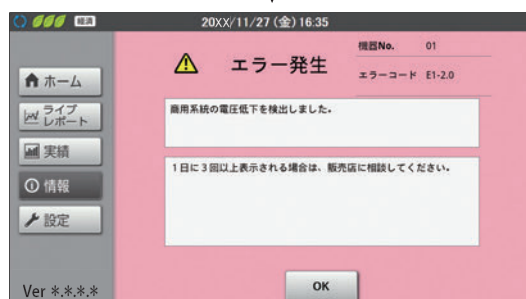 経済
20XX/11/27 (金) 16:35
機器No. 01
エラー発生
エラーコード E1-2.0
ホーム
ライブ
レポート
実績
情報
設定
商用系統の電圧低下を検出しました。
1日に3回以上表示される場合は、販売店に相談してください。
OK
Ver *.*.*.*